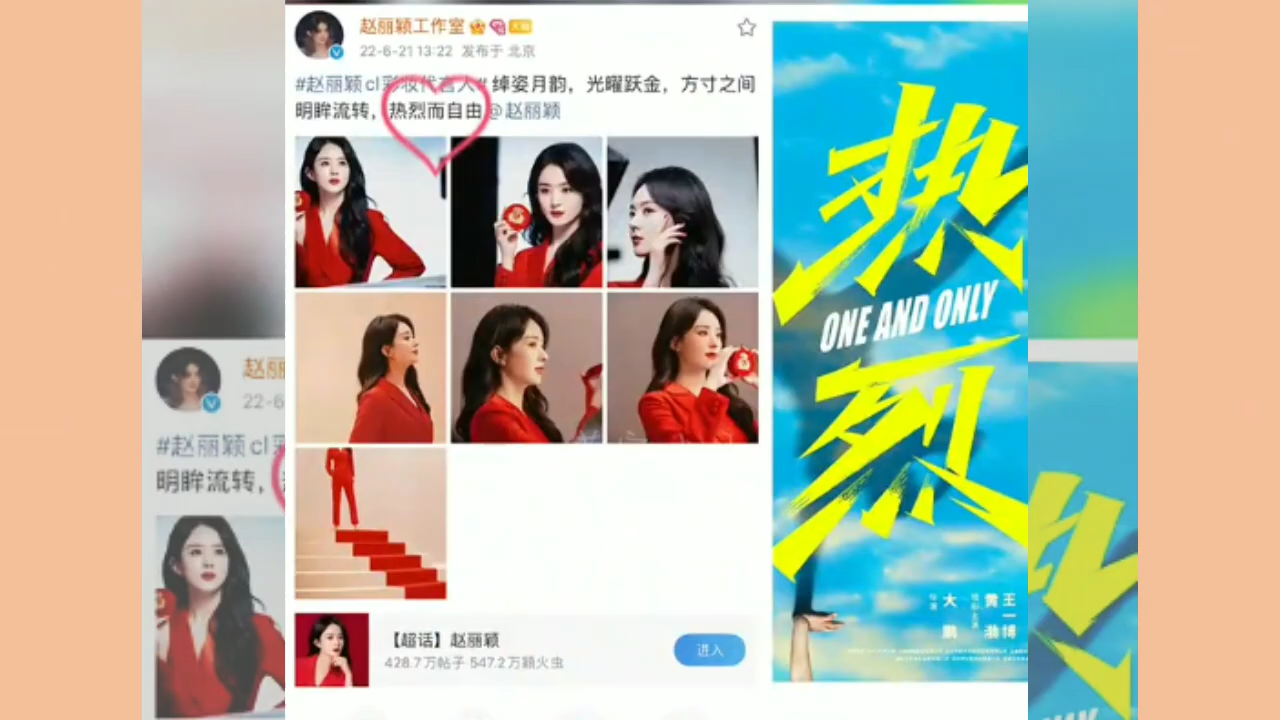 赵丽颖工作室
22-6-21 13:22 发布于 北京
#赵丽颖cl彩妆代言人# 绰姿月韵，光曜跃金，方寸之间
明眸流转，热烈而自由@赵丽颖
【超话】赵丽颖
428.7万帖子 547.2万颗火虫
进入
热
ONE AND ONLY
烈
导演
大鹏
黄渤
王一博
赵丽
22-6
#赵丽颖cl
明眸流转，